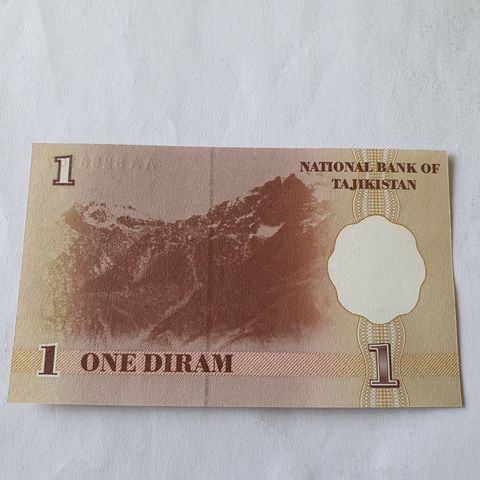 1
NATIONAL BANK OF
TAJIKISTAN
1 ONE DIRAM
1